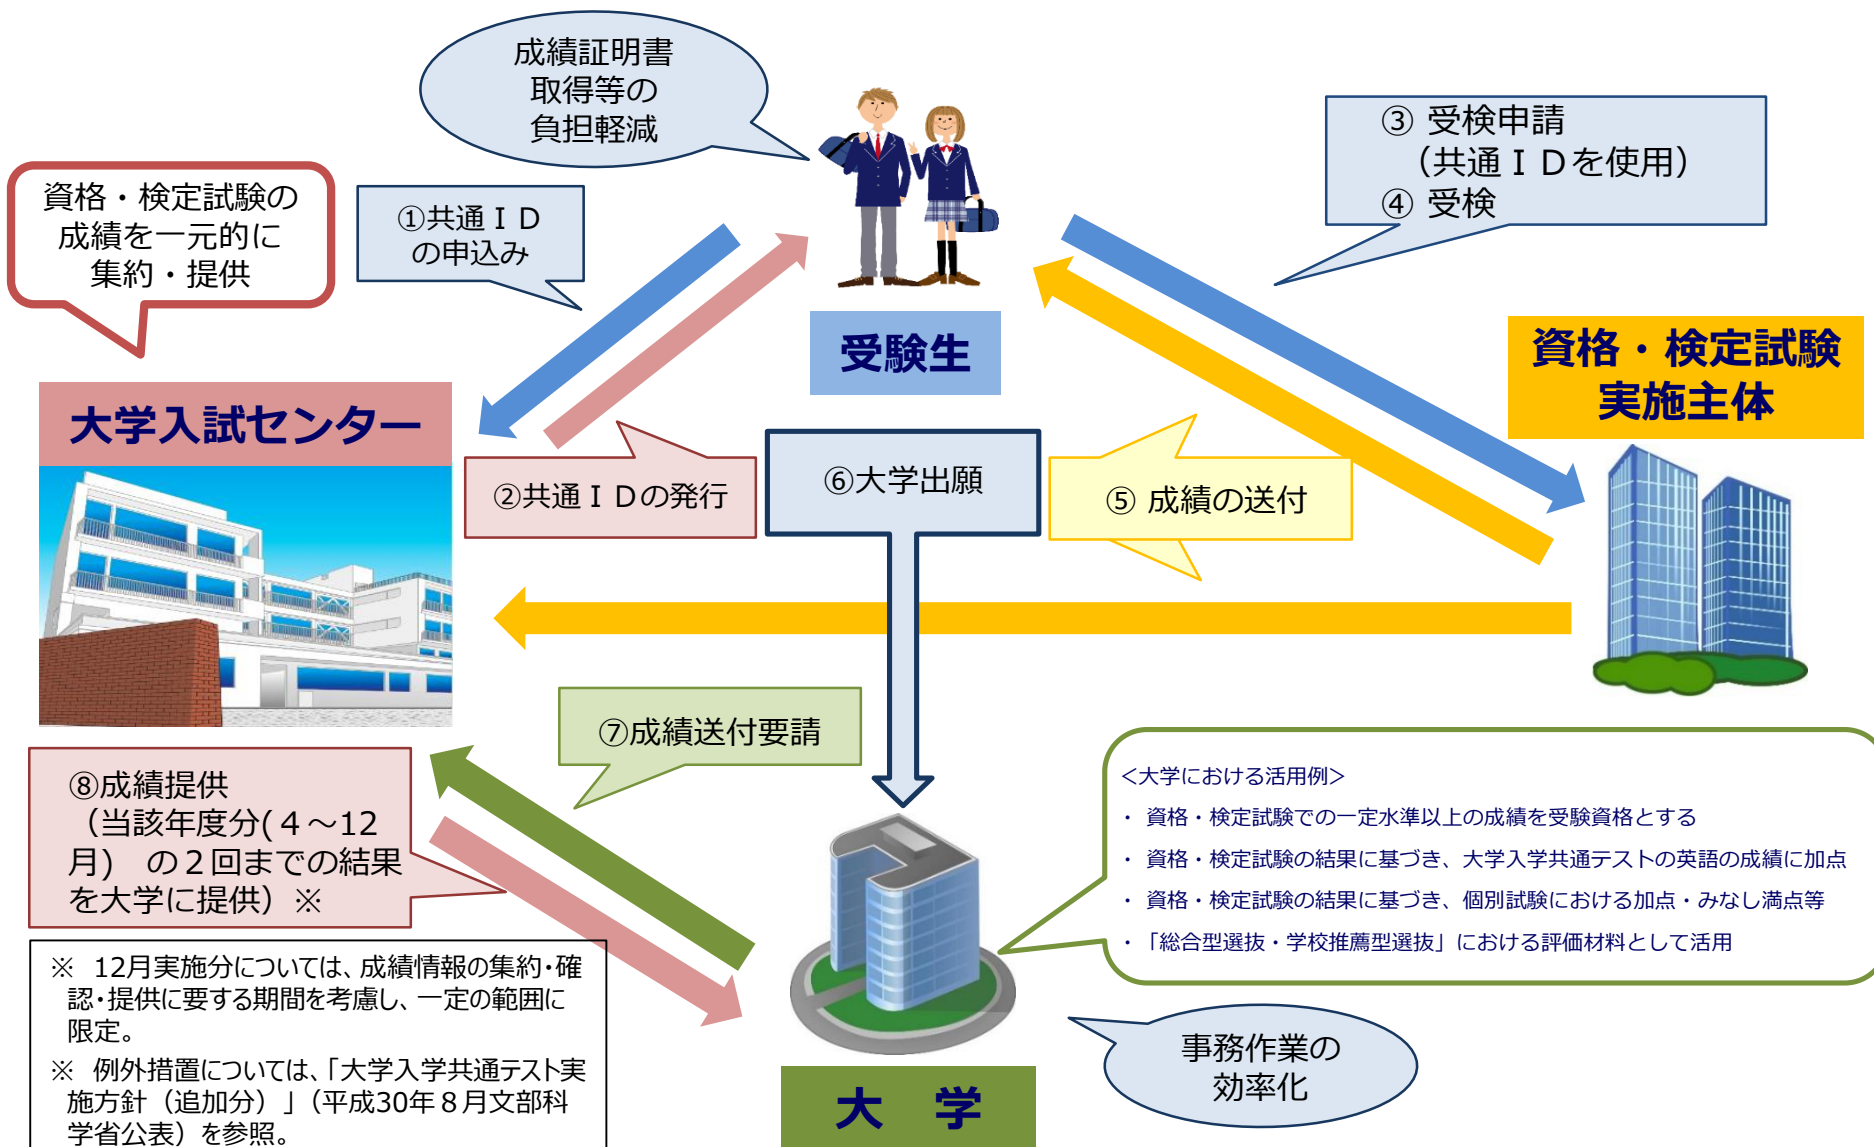 成績証明書
取得等の
負担軽減
③ 受検申請
（共通ＩＤを使用）
④ 受検
資格・検定試験の
成績を一元的に
集約・提供
①共通ＩＤ
の申込み
受験生
資格・検定試験
実施主体
大学入試センター
②共通ＩＤの発行
⑥大学出願
⑤ 成績の送付
⑦成績送付要請
⑧成績提供
（当該年度分(４～12
月) の２回までの結果
を大学に提供）※
＜大学における活用例＞
・ 資格・検定試験での一定水準以上の成績を受験資格とする
・ 資格・検定試験の結果に基づき、大学入学共通テストの英語の成績に加点
・ 資格・検定試験の結果に基づき、個別試験における加点・みなし満点等
・「総合型選抜・学校推薦型選抜」における評価材料として活用
※ 12月実施分については、成績情報の集約・確
認・提供に要する期間を考慮し、一定の範囲に
限定。
※ 例外措置については、「大学入学共通テスト実
施方針（追加分）」（平成30年８月文部科
学省公表）を参照。
事務作業の
効率化
大 学